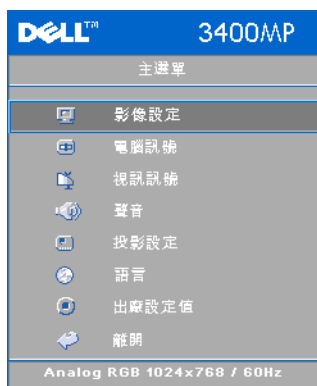 DELL™ 3400MP
主選單
影像設定
電腦訊號
視訊訊號
聲音
投影設定
語言
出廠設定值
離開
Analog RGB 1024x768 / 60Hz